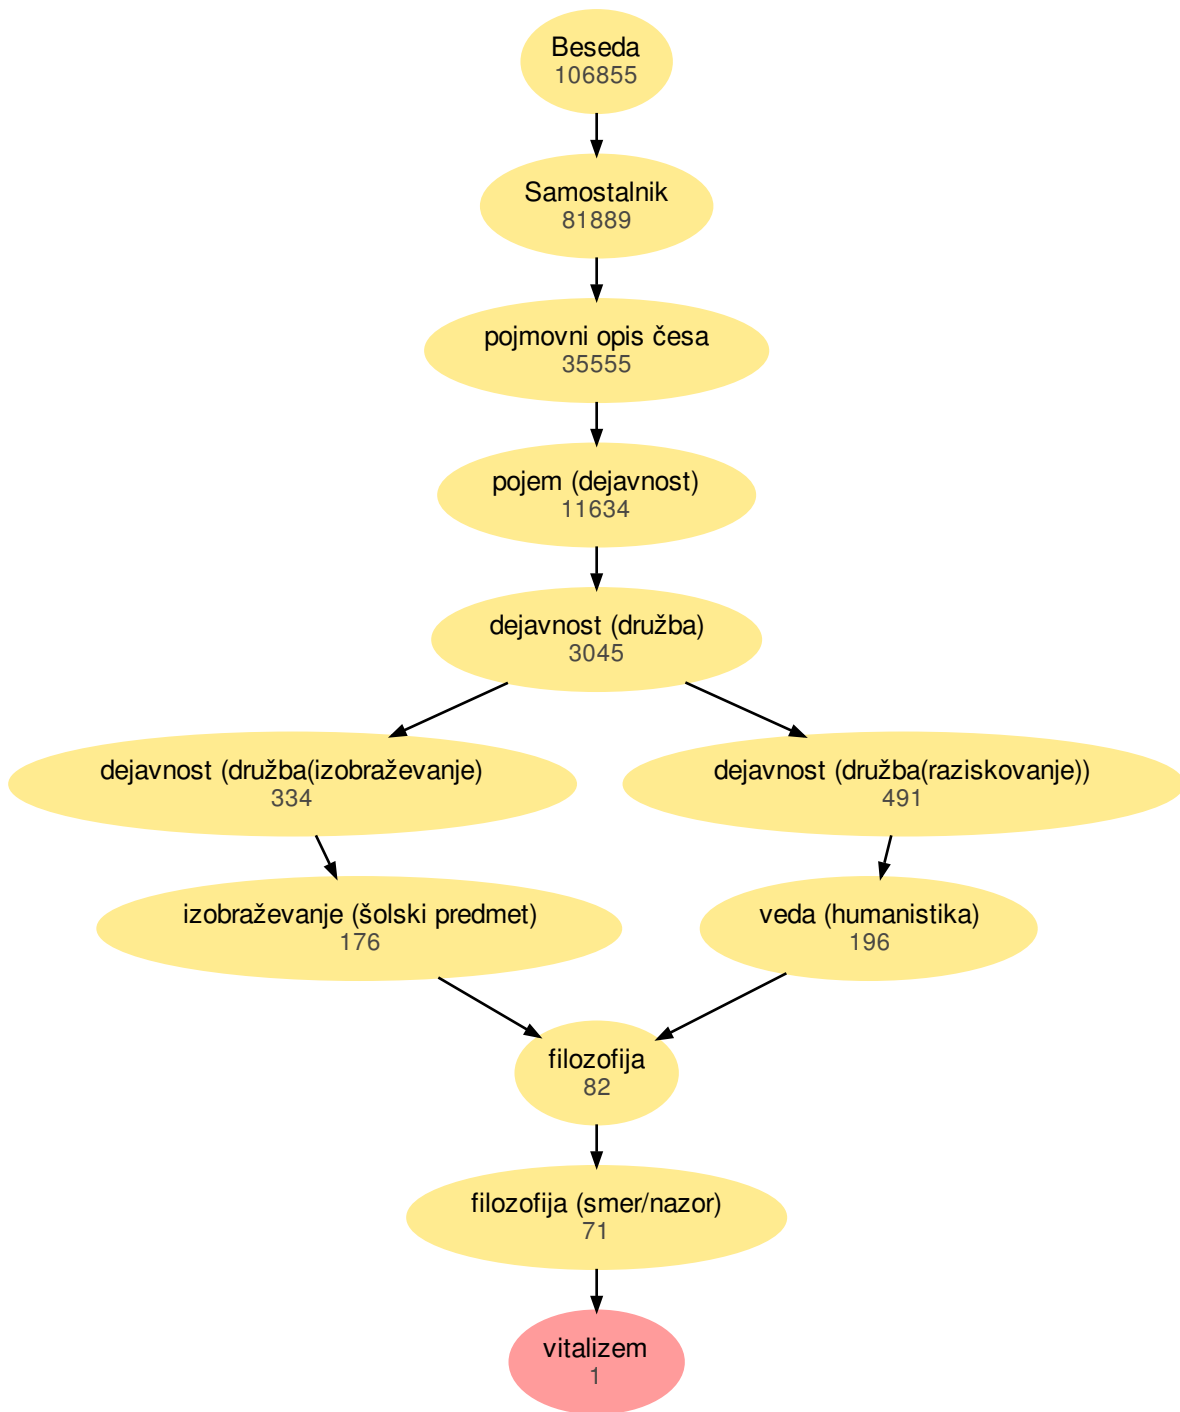 Beseda
106855
Samostalnik
81889
pojmovni opis česa
35555
pojem (dejavnost)
11634
dejavnost (družba)
3045
dejavnost (družba(izobraževanje)
334
dejavnost (družba(raziskovanje))
491
izobraževanje (šolski predmet)
176
veda (humanistika)
196
filozofija
82
filozofija (smer/nazor)
71
vitalizem
1